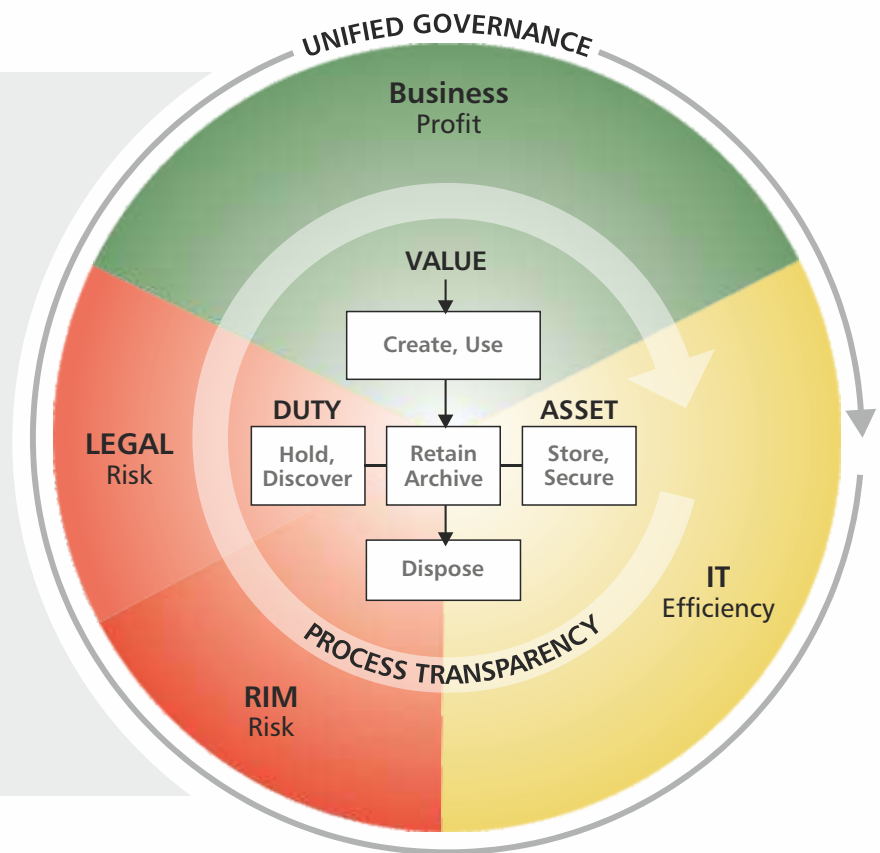 UNIFIED GOVERNANCE
Business
Profit
VALUE
Create, Use
DUTY
ASSET
Hold,
Discover
Retain
Archive
Store,
Secure
LEGAL
Risk
Dispose
IT
Efficiency
PROCESS TRANSPARENCY
RIM
Risk